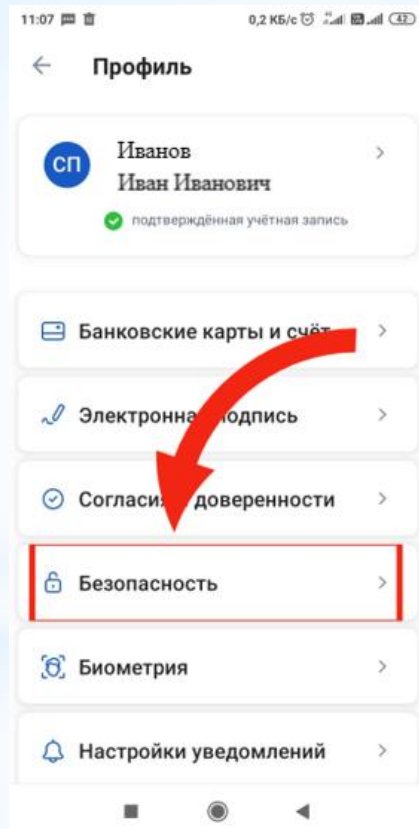 11:07 0,2 КБ/с 42
Профиль
СП
Иванов
Иван Иванович
подтверждённая учётная запись
Банковские карты и счёт
Электронная подпись
Согласия доверенности
Безопасность
Биометрия
Настройки уведомлений